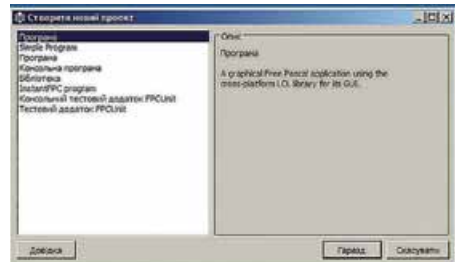 Створити новий проект
Програма
Simple Program
Програма
Консольна програма
Бібліотека
InstantFPC program
Консольний тестовий додаток FPCUnit
Тестовий додаток FPCUnit
Опис
Програма
A graphical Free Pascal application using the
cross-platform LCL library for its GUI.
Довідка
Гаразд
Скасувати